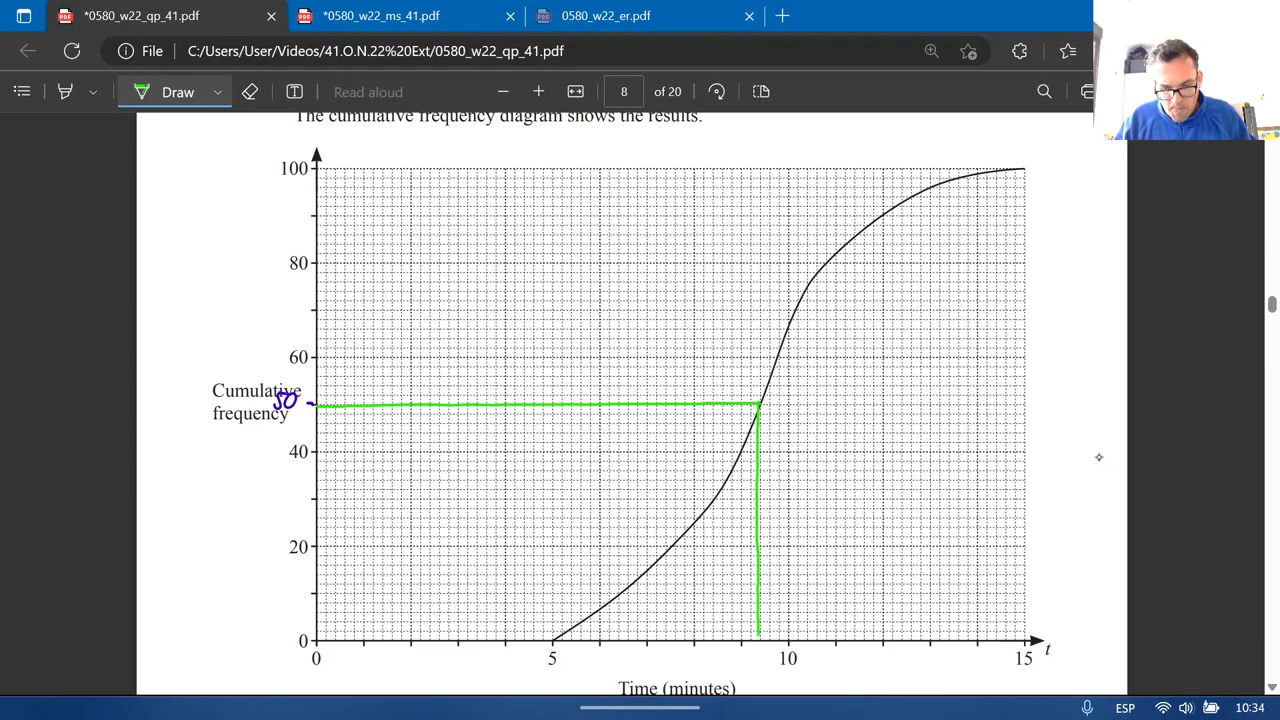 *0580_w22_qp_41.pdf
*0580_w22_ms_41.pdf
0580_w22_er.pdf
File
C:/Users/User/Videos/41.O.N.22%20Ext/0580_w22_qp_41.pdf
Draw
Read aloud
8
of 20
The cumulative frequency diagram shows the results.
100
80
60
Cumulative
50
frequency
40
20
0
0
5
10
15
t
Time (minutes)
ESP
10:34